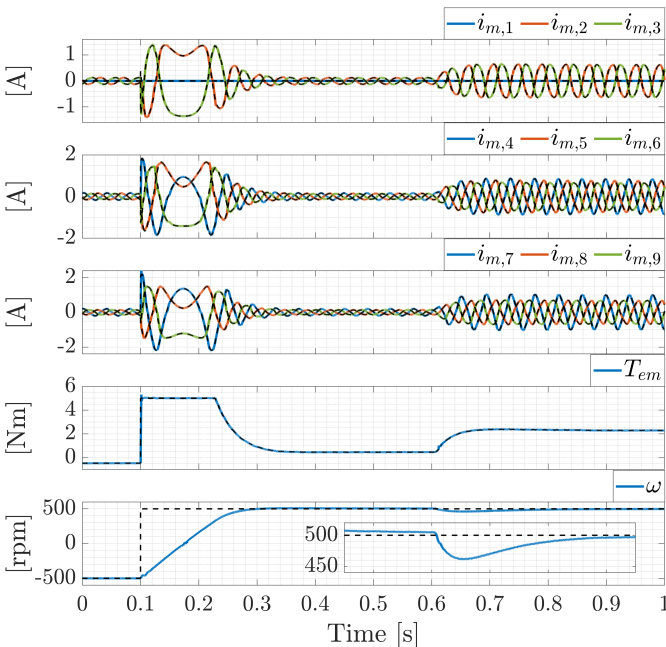 i_{m,1} i_{m,2} i_{m,3}
1
0
-1
[A]
i_{m,4} i_{m,5} i_{m,6}
2
0
-2
[A]
i_{m,7} i_{m,8} i_{m,9}
2
0
-2
[A]
T_{em}
6
4
2
0
[Nm]
ω
500
0
-500
[rpm]
500
450
0 0.1 0.2 0.3 0.4 0.5 0.6 0.7 0.8 0.9 1
Time [s]